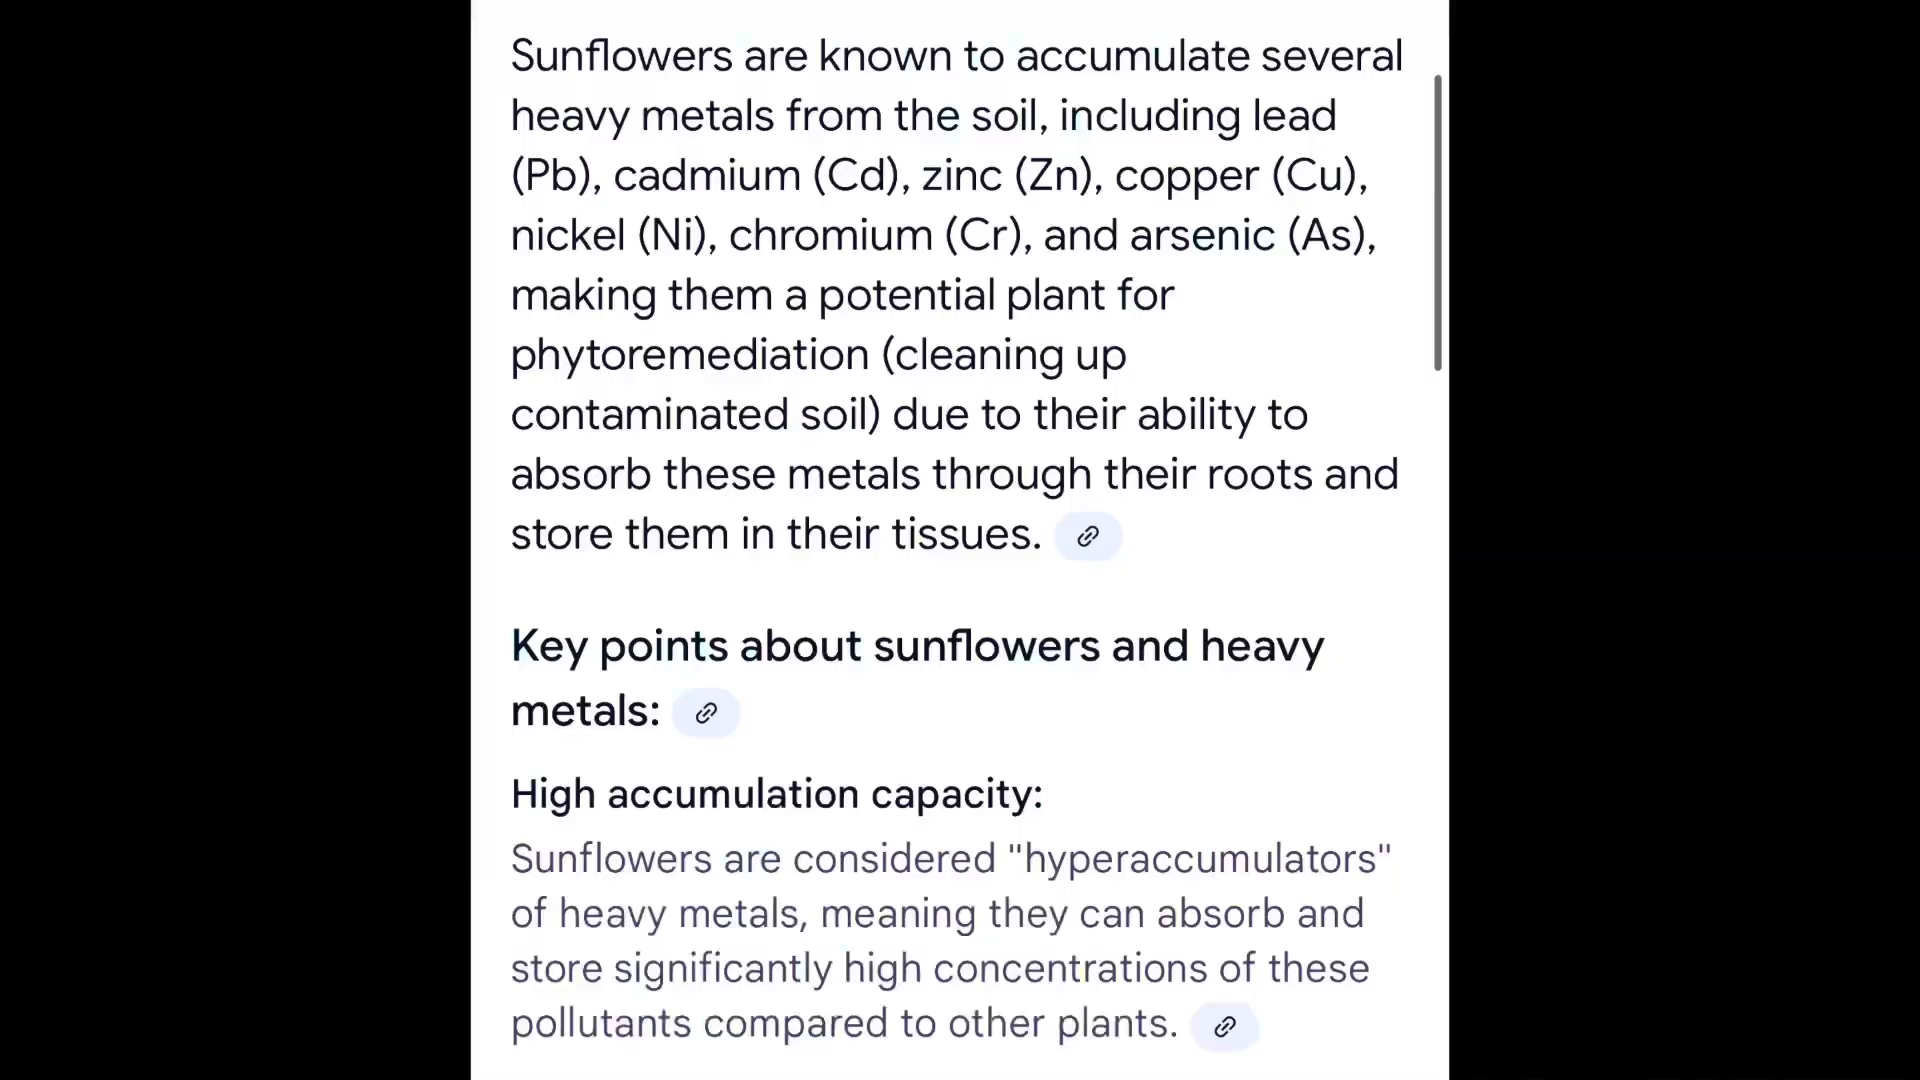 Sunflowers are known to accumulate several
heavy metals from the soil, including lead
(Pb), cadmium (Cd), zinc (Zn), copper (Cu),
nickel (Ni), chromium (Cr), and arsenic (As),
making them a potential plant for
phytoremediation (cleaning up
contaminated soil) due to their ability to
absorb these metals through their roots and
store them in their tissues.
Key points about sunflowers and heavy
metals:
High accumulation capacity:
Sunflowers are considered "hyperaccumulators"
of heavy metals, meaning they can absorb and
store significantly high concentrations of these
pollutants compared to other plants.